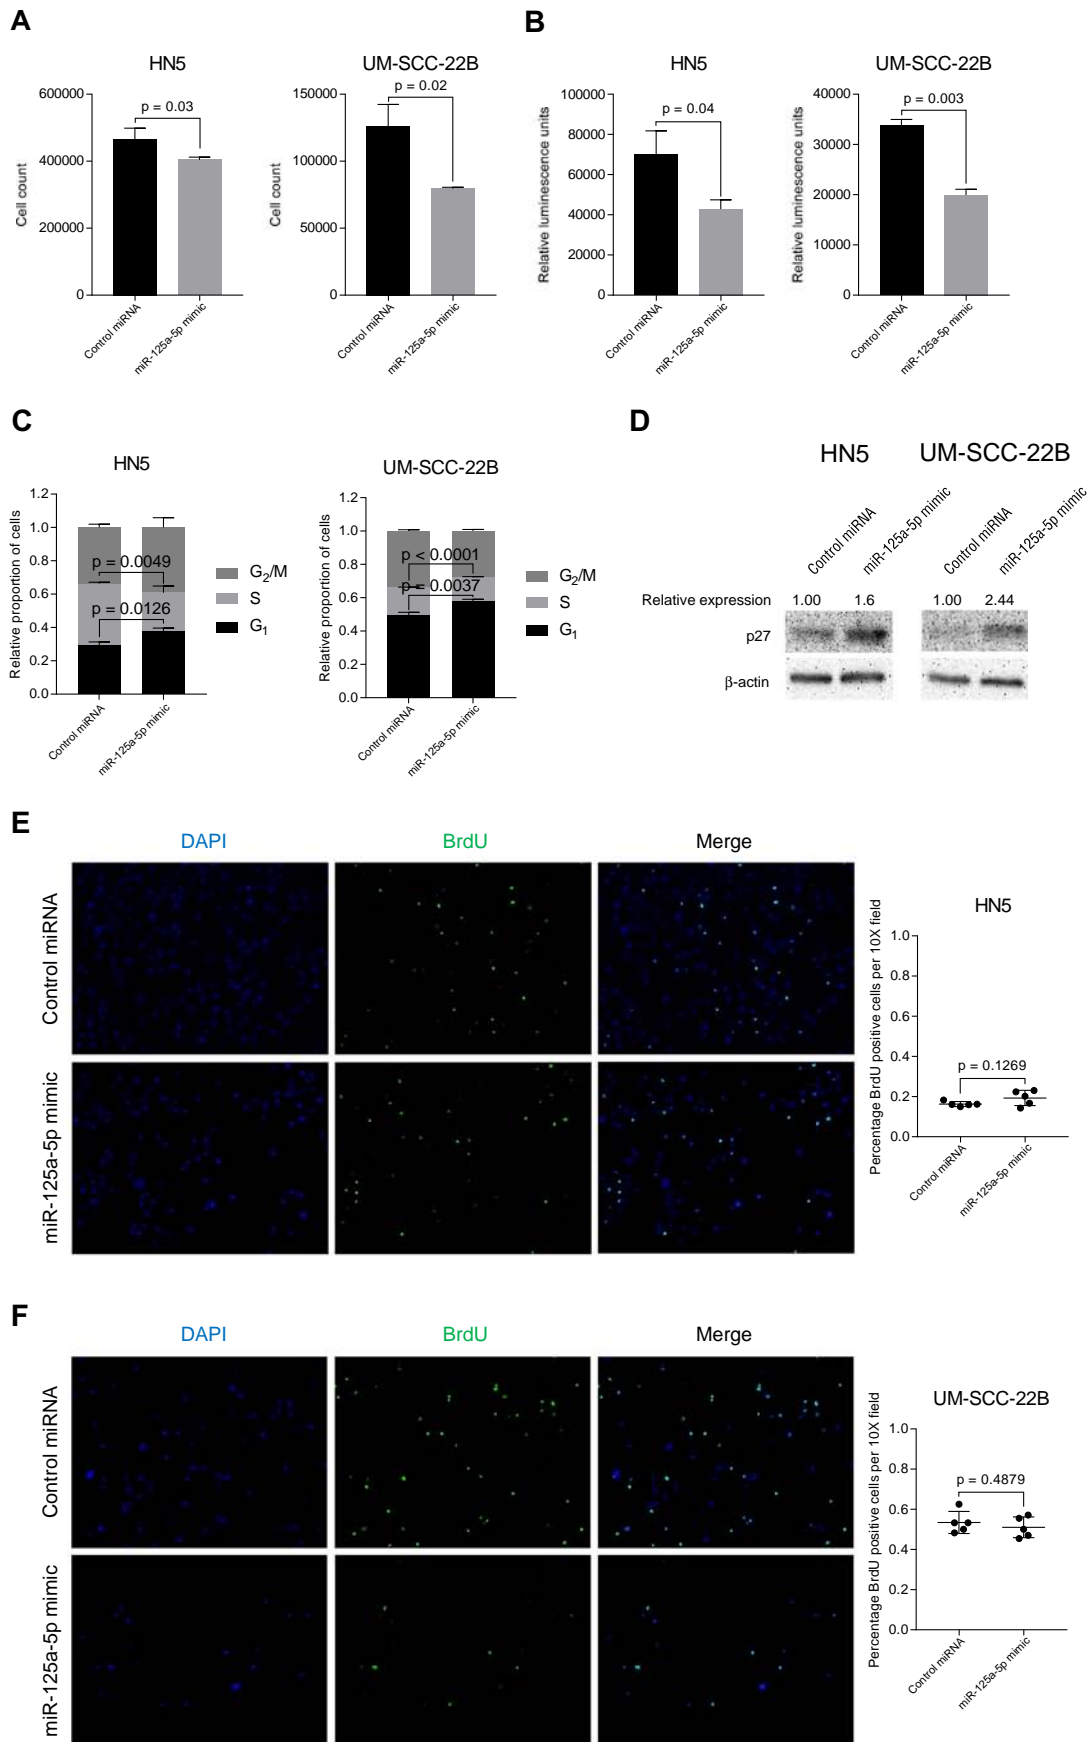 A
HN5
UM-SCC-22B
Cell count
600000
400000
200000
0
p = 0.03
Control miRNA
miR-125a-5p mimic
Cell count
150000
100000
50000
0
p = 0.02
Control miRNA
miR-125a-5p mimic
B
HN5
UM-SCC-22B
Relative luminescence units
100000
80000
60000
40000
20000
0
p = 0.04
Control miRNA
miR-125a-5p mimic
Relative luminescence units
40000
30000
20000
10000
0
p = 0.003
Control miRNA
miR-125a-5p mimic
C
HN5
Relative proportion of cells
1.2
1.0
0.8
0.6
0.4
0.2
0.0
p = 0.0049
p = 0.0126
G2/M
S
G1
Control miRNA
miR-125a-5p mimic
UM-SCC-22B
Relative proportion of cells
1.2
1.0
0.8
0.6
0.4
0.2
0.0
p < 0.0001
p = 0.0037
G2/M
S
G1
Control miRNA
miR-125a-5p mimic
D
HN5 UM-SCC-22B
Control miRNA
miR-125a-5p mimic
Control miRNA
miR-125a-5p mimic
Relative expression 1.00 1.6 1.00 2.44
p27
β-actin
E
DAPI BrdU Merge
Control miRNA
miR-125a-5p mimic
HN5
Percentage BrdU positive cells per 10X field
1.0
0.8
0.6
0.4
0.2
0.0
p = 0.1269
Control miRNA
miR-125a-5p mimic
F
DAPI BrdU Merge
Control miRNA
miR-125a-5p mimic
UM-SCC-22B
Percentage BrdU positive cells per 10X field
1.0
0.8
0.6
0.4
0.2
0.0
p = 0.4879
Control miRNA
miR-125a-5p mimic